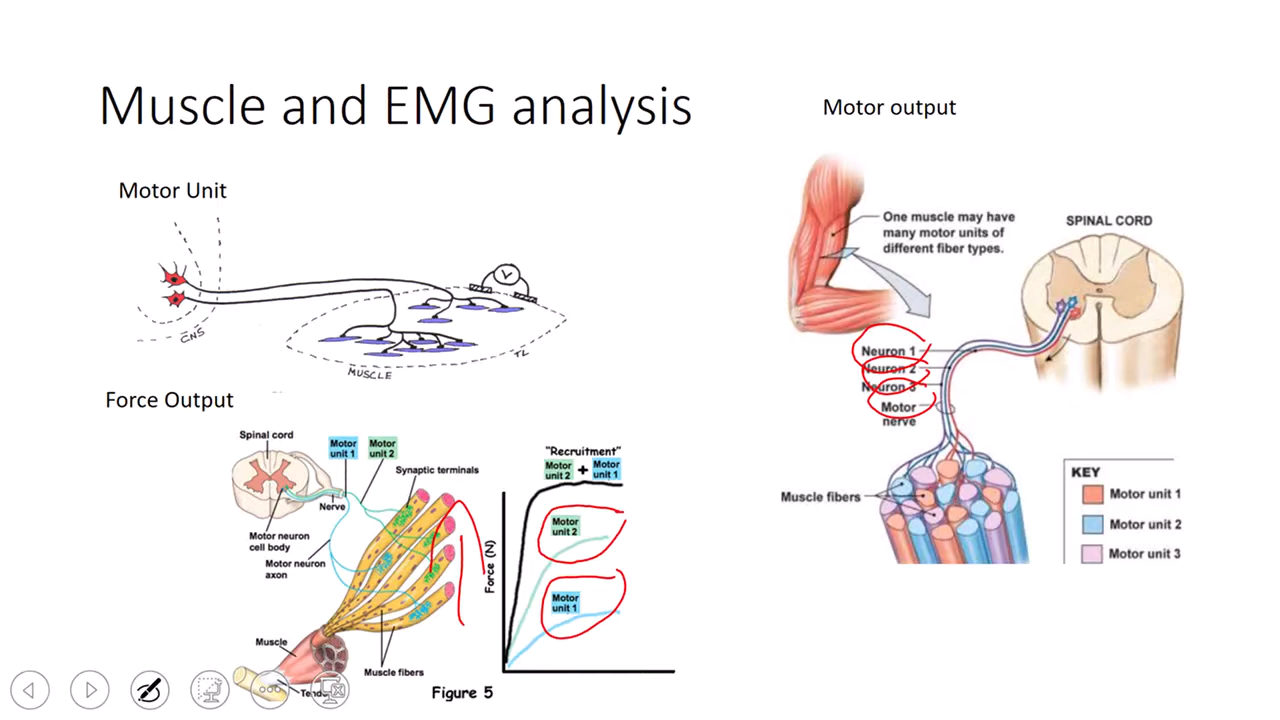 Muscle and EMG analysis
Motor output
Motor Unit
CNS
MUSCLE
TL
V
One muscle may have
many motor units of
different fiber types.
SPINAL CORD
Neuron 1
Neuron 2
Neuron 3
Motor
nerve
Muscle fibers
KEY
Motor unit 1
Motor unit 2
Motor unit 3
Force Output
Spinal cord
Motor
unit 1
Motor
unit 2
Synaptic terminals
Nerve
Motor neuron
cell body
Motor neuron
axon
Muscle
Muscle fibers
"Recruitment"
Motor
unit 2
+
Motor
unit 1
Force (N)
Motor
unit 2
Motor
unit 1
Figure 5